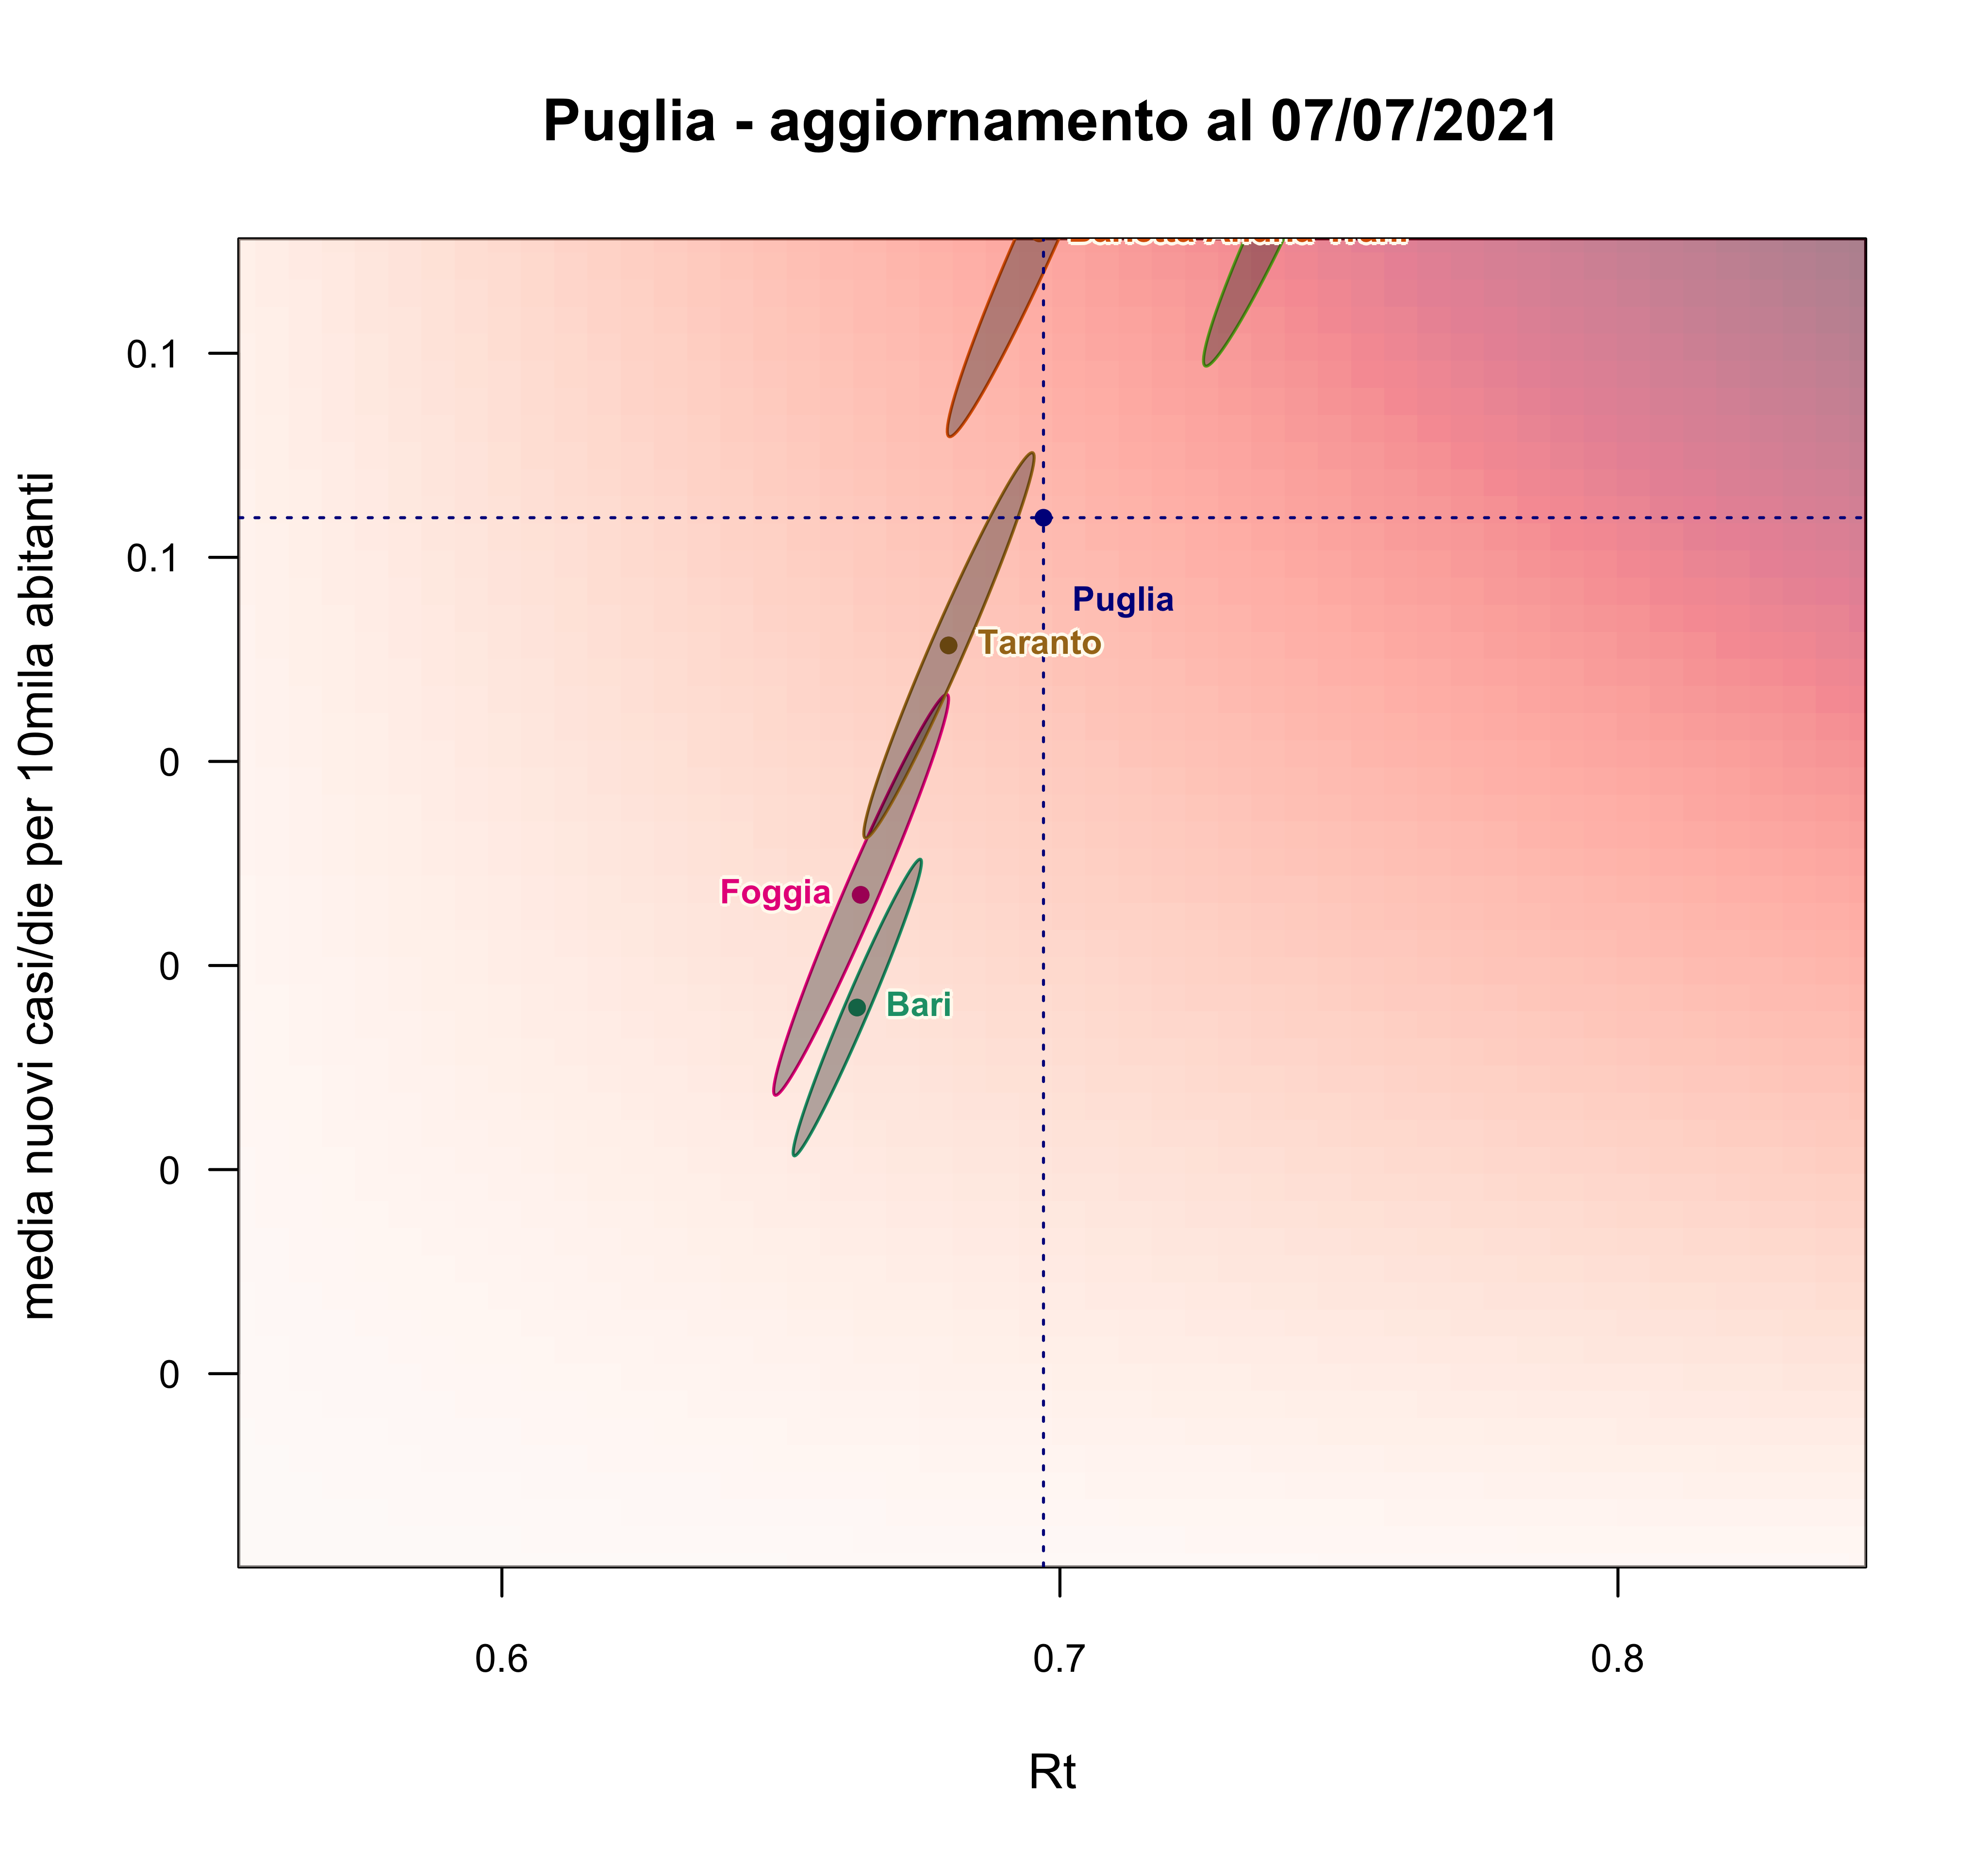 Puglia - aggiornamento al 07/07/2021
media nuovi casi/die per 10mila abitanti
0.1
0.1
0
0
0
0
Puglia
Taranto
Foggia
Bari
0.6
0.7
0.8
Rt